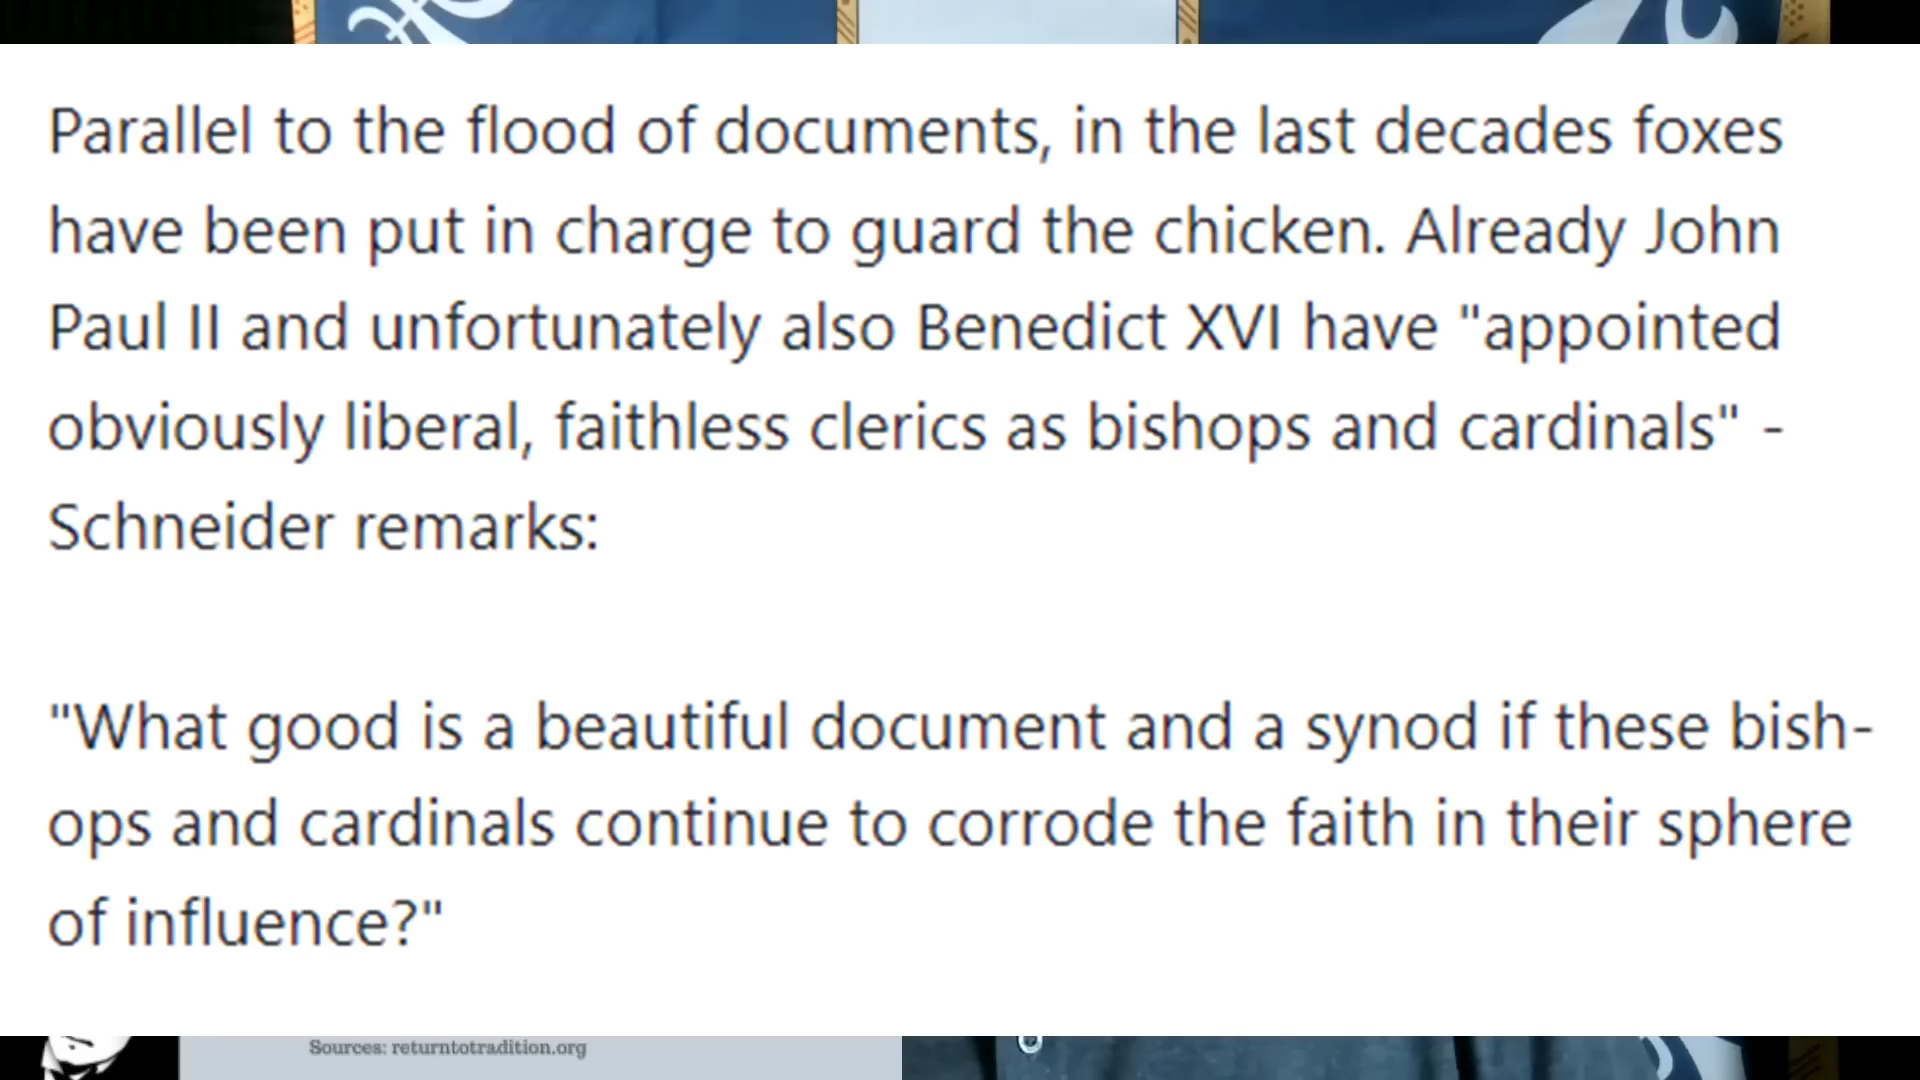 Parallel to the flood of documents, in the last decades foxes
have been put in charge to guard the chicken. Already John
Paul II and unfortunately also Benedict XVI have "appointed
obviously liberal, faithless clerics as bishops and cardinals" -
Schneider remarks:
"What good is a beautiful document and a synod if these bish-
ops and cardinals continue to corrode the faith in their sphere
of influence?"
Sources: returntotradition.org